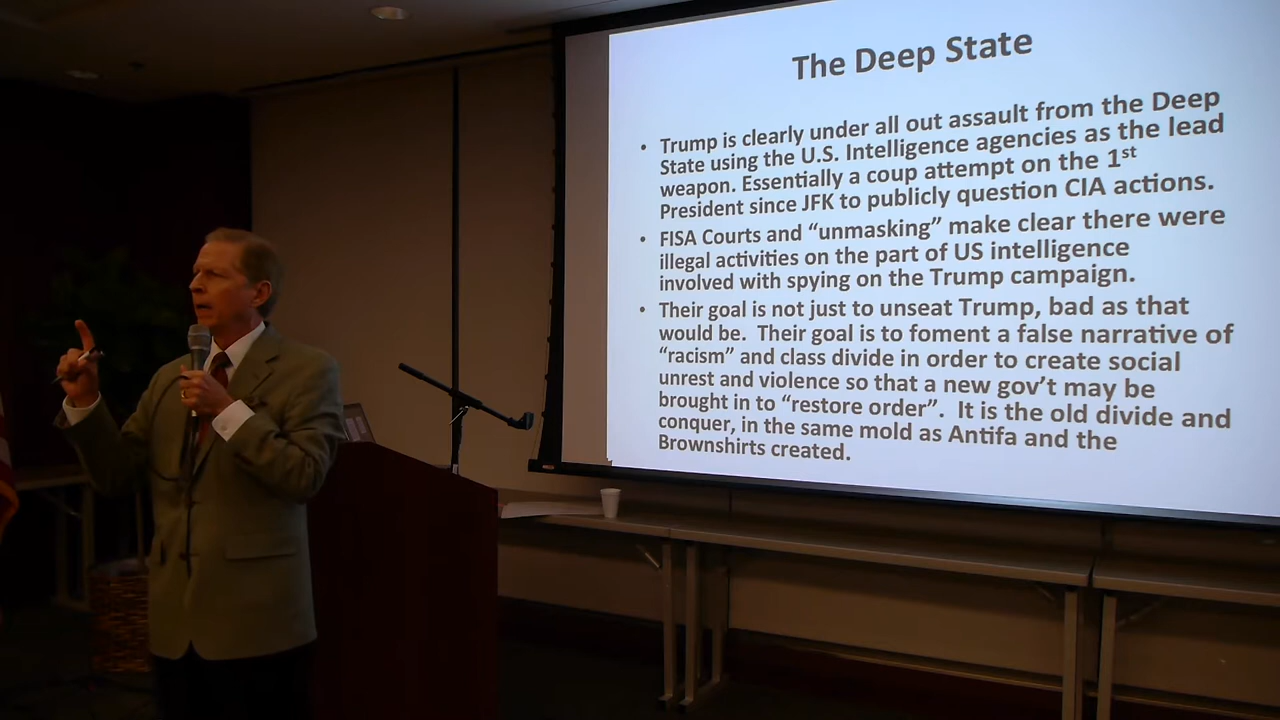 The Deep State
• Trump is clearly under all out assault from the Deep
State using the U.S. Intelligence agencies as the lead
weapon. Essentially a coup attempt on the 1st
President since JFK to publicly question CIA actions.
• FISA Courts and “unmasking” make clear there were
illegal activities on the part of US intelligence
involved with spying on the Trump campaign.
• Their goal is not just to unseat Trump, bad as that
would be. Their goal is to foment a false narrative of
“racism” and class divide in order to create social
unrest and violence so that a new gov’t may be
brought in to “restore order”. It is the old divide and
conquer, in the same mold as Antifa and the
Brownshirts created.